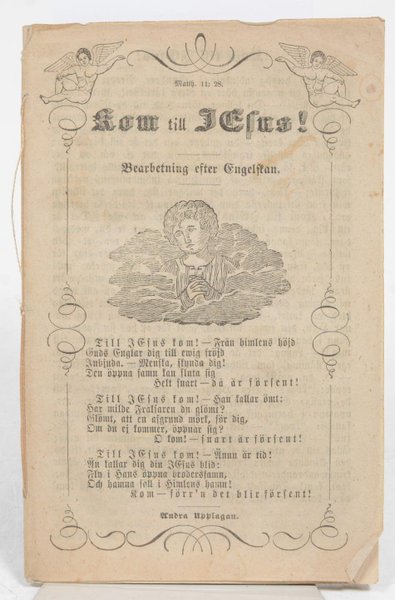 Matth. 11: 28.
Kom till JEsus!
Bearbetning efter Engelskan.
Till JEsus kom! — Från himlens höjd
Guds Englar dig till ewig fröjd
Inbjuda. — Menska, skynda dig!
Den öppna famn kan sluta sig
Helt snart — då är försent!
Till JEsus kom! — Han kallar ömt:
Har milde Frälsaren du glömt?
Glömt, att en afgrund mörk, för dig,
Om du ej kommer, öppnar sig?
O kom! — snart är försent!
Till JEsus kom! — Ännu är tid!
Än kallar dig din JEsus blid:
Fly i Hans öppna brodersfamn,
Och hamna säll i Himlens hamn!
Kom — förr'n det blir försent!
Andra Upplagan.